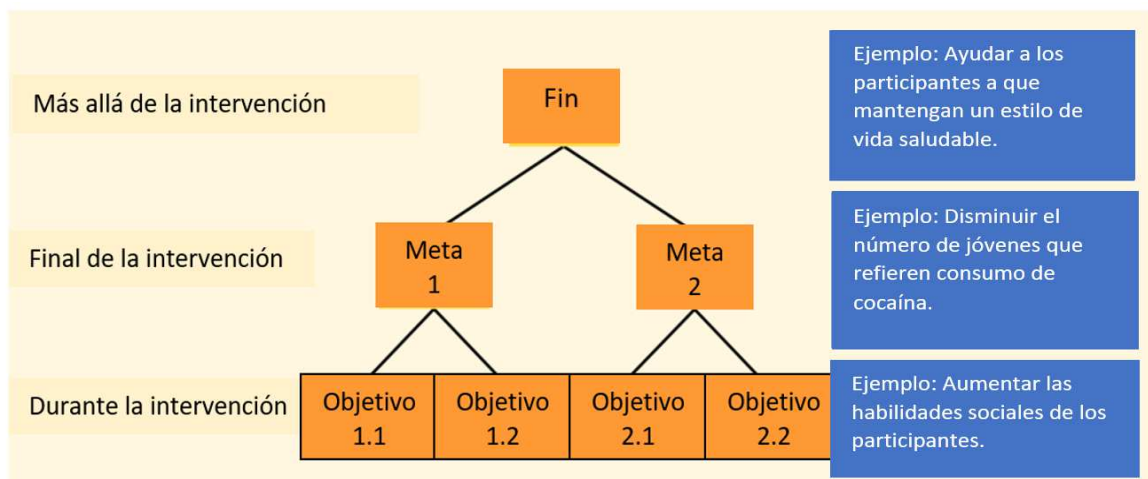 Más allá de la intervención
Fin
Ejemplo: Ayudar a los
participantes a que
mantengan un estilo de
vida saludable.
Final de la intervención
Meta
1
Meta
2
Ejemplo: Disminuir el
número de jóvenes que
refieren consumo de
cocaína.
Durante la intervención
Objetivo
1.1
Objetivo
1.2
Objetivo
2.1
Objetivo
2.2
Ejemplo: Aumentar las
habilidades sociales de los
participantes.